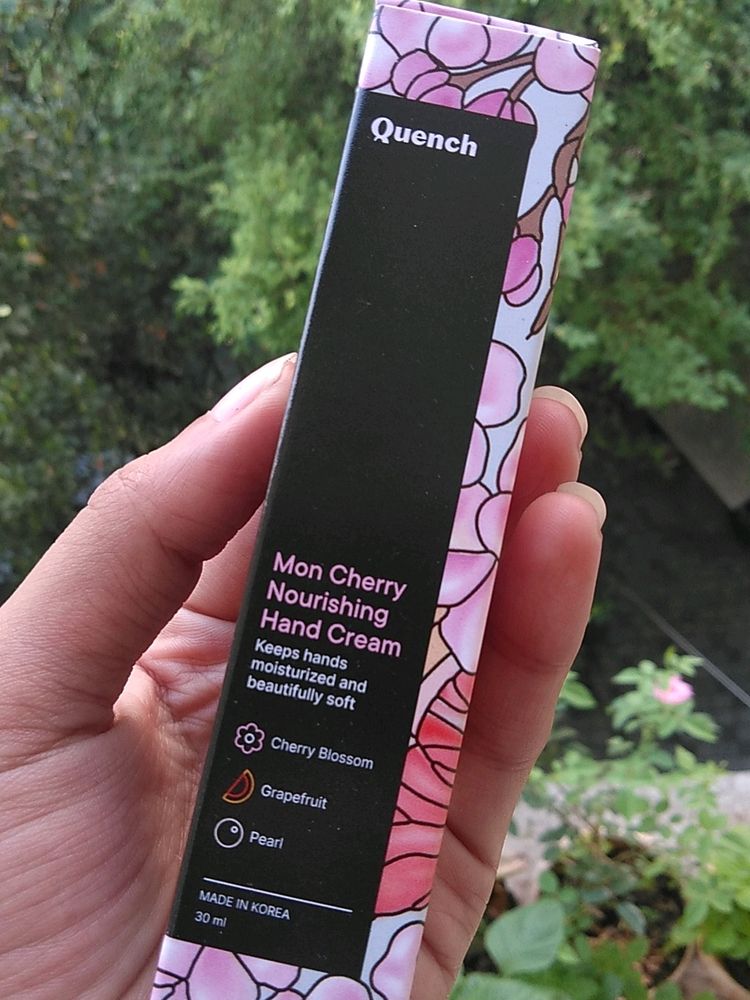 Quench
Mon Cherry
Nourishing
Hand Cream
Keeps hands
moisturized and
beautifully soft
Cherry Blossom
Grapefruit
Pearl
MADE IN KOREA
30 ml